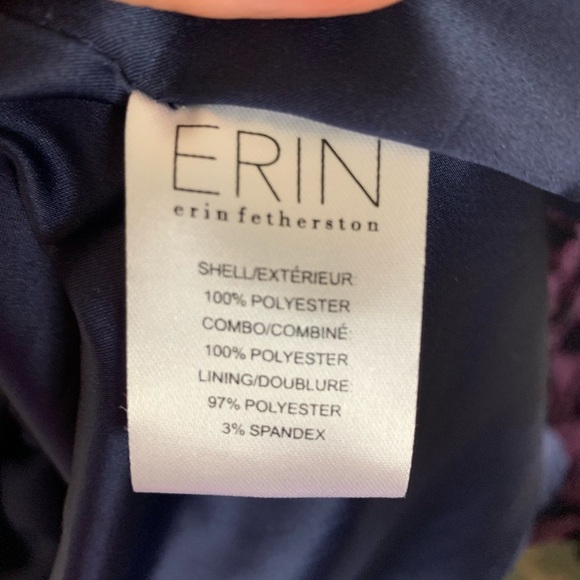 ERIN
erin fetherston
SHELL/EXTÉRIEUR:
100% POLYESTER
COMBO/COMBINÉ:
100% POLYESTER
LINING/DOUBLURE:
97% POLYESTER
3% SPANDEX